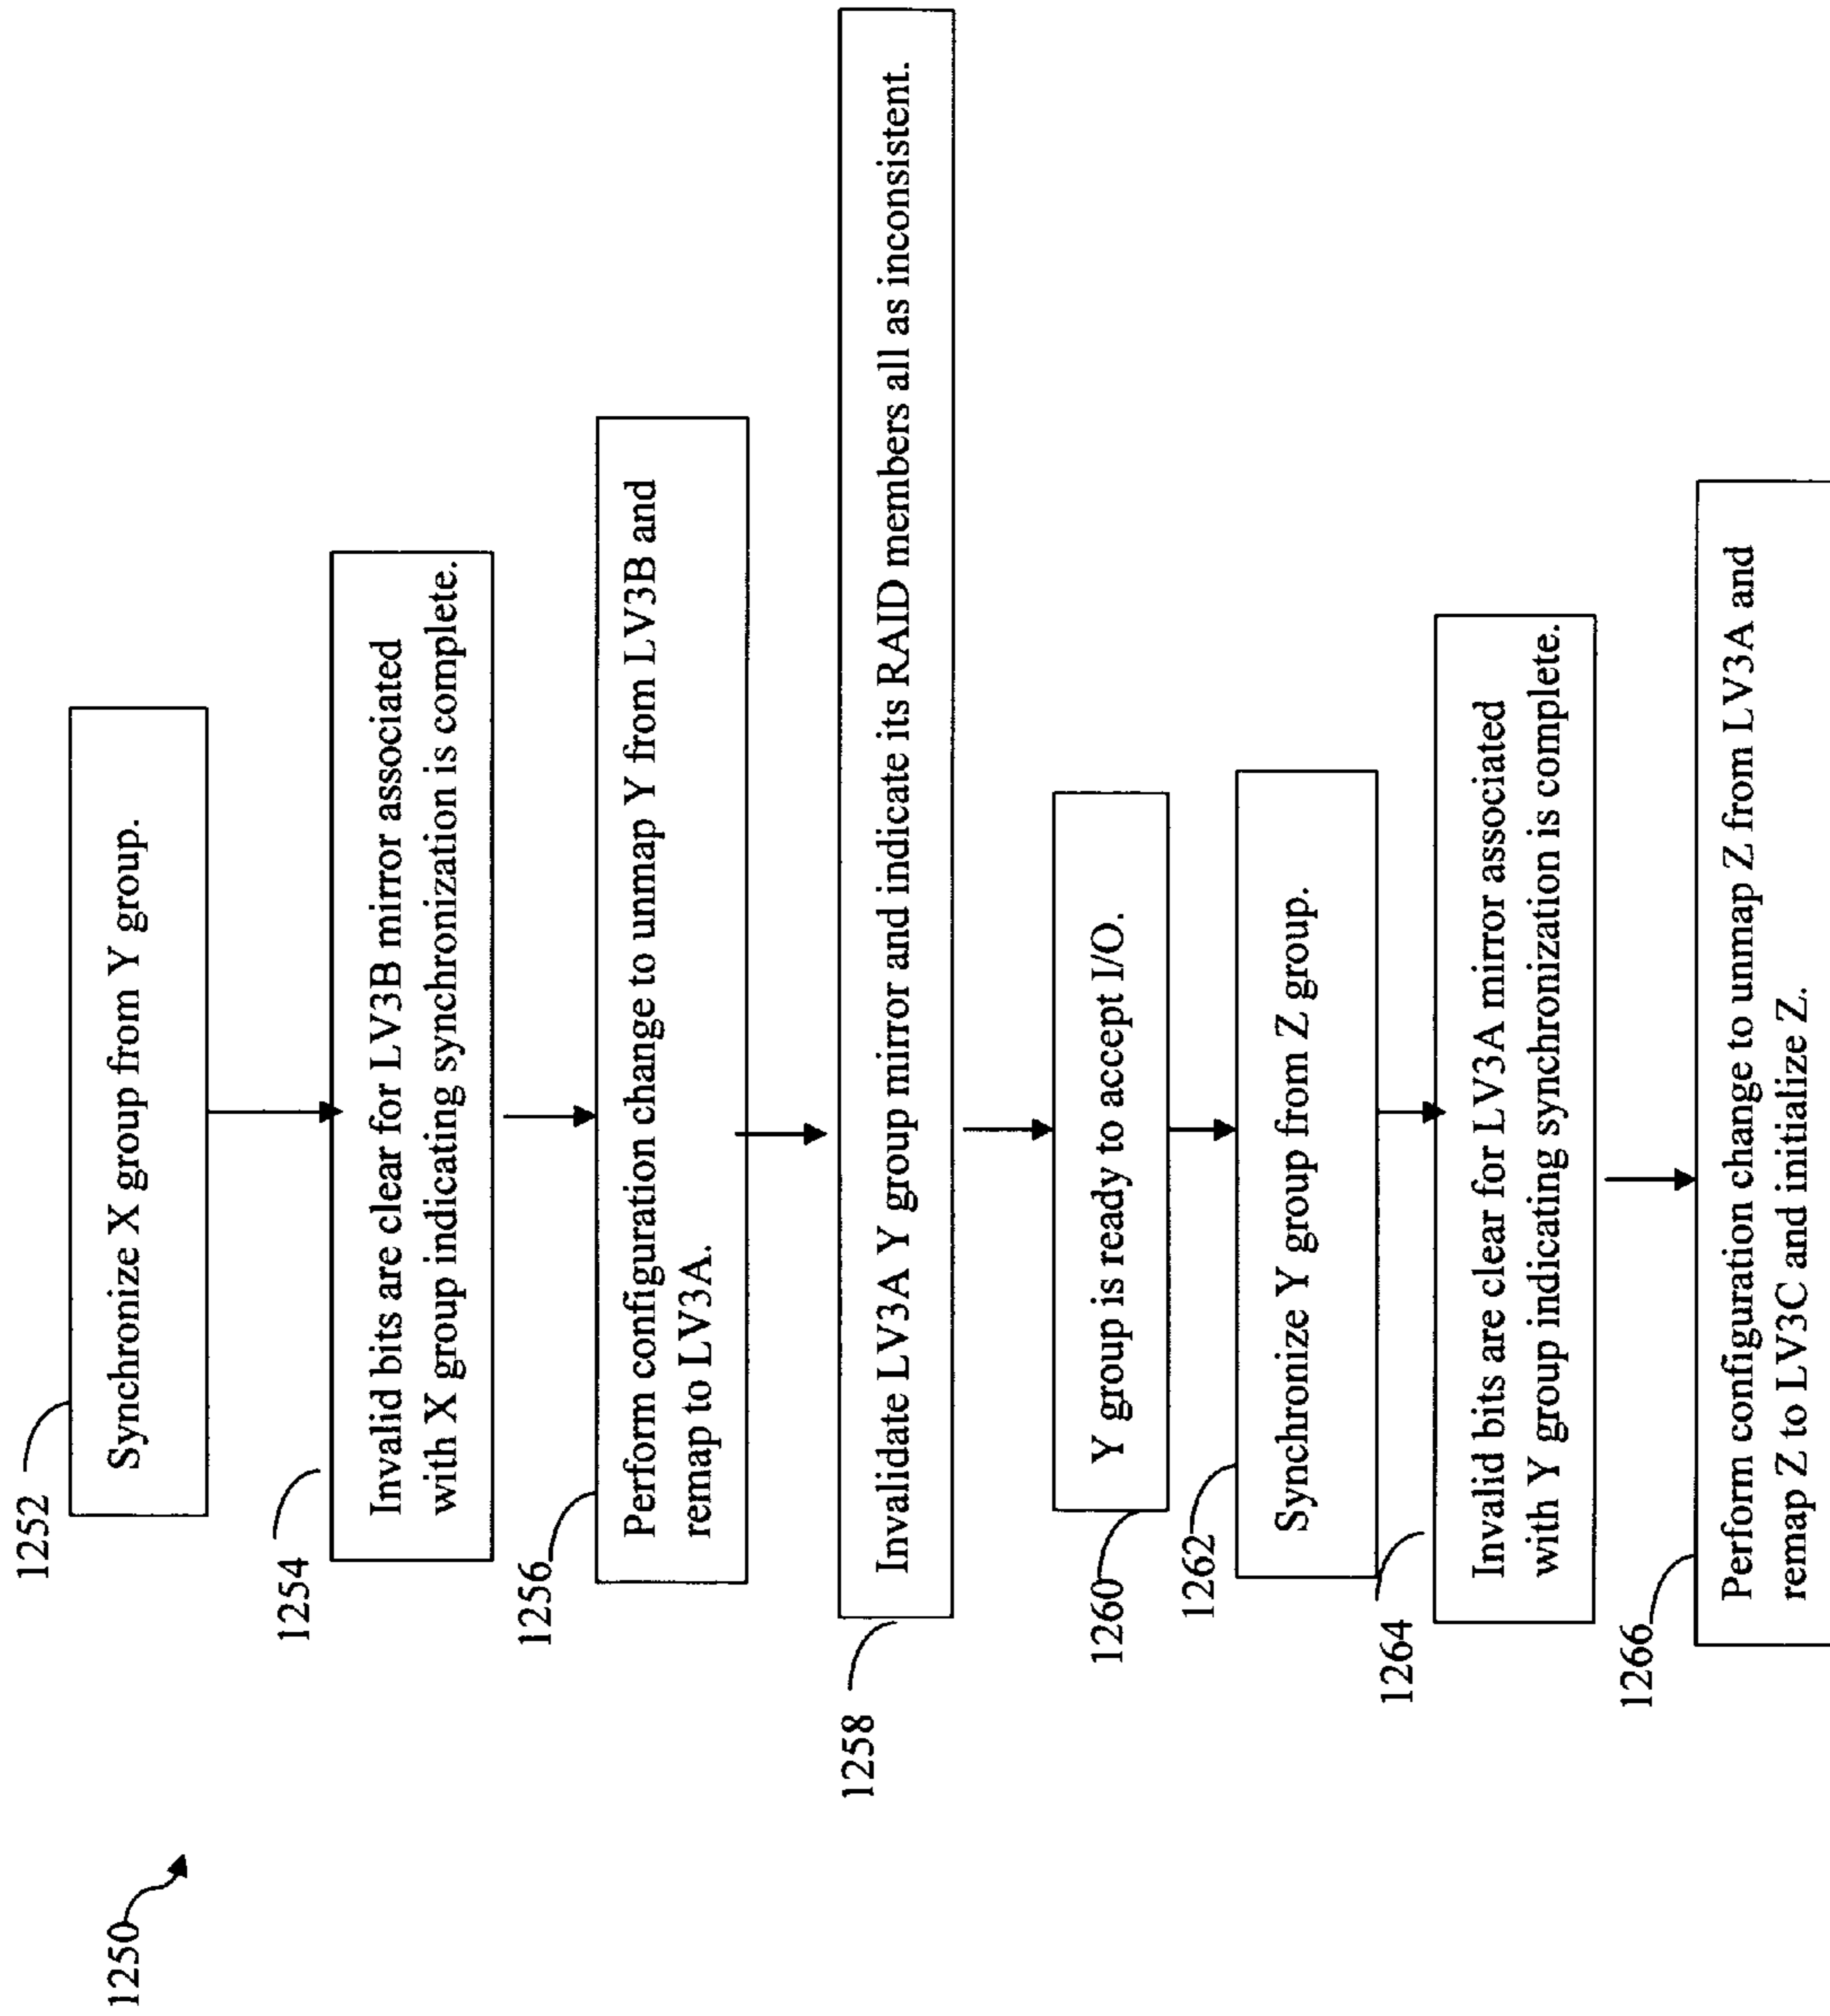 1250
1252
Synchronize X group from Y group.
1254
Invalid bits are clear for LV3B mirror associated
with X group indicating synchronization is complete.
1256
Perform configuration change to unmap Y from LV3B and
remap to LV3A.
1258
Invalidate LV3A Y group mirror and indicate its RAID members all as inconsistent.
1260
Y group is ready to accept I/O.
1262
Synchronize Y group from Z group.
1264
Invalid bits are clear for LV3A mirror associated
with Y group indicating synchronization is complete.
1266
Perform configuration change to unmap Z from LV3A and
remap Z to LV3C and initialize Z.